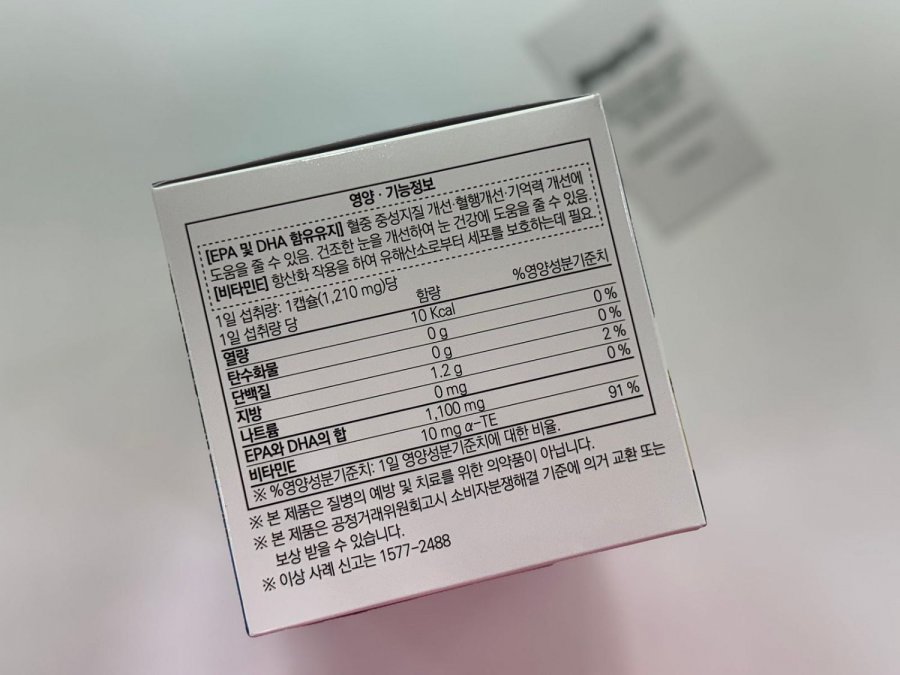 영양 · 기능정보
[EPA 및 DHA 함유유지] 혈중 중성지질 개선·혈행개선·기억력 개선에
도움을 줄 수 있음. 건조한 눈을 개선하여 눈 건강에 도움을 줄 수 있음.
[비타민E] 항산화 작용을 하여 유해산소로부터 세포를 보호하는데 필요.
1일 섭취량: 1캡슐(1,210 mg)당
1일 섭취량 당 함량 %영양성분기준치
열량 10 Kcal
탄수화물 0 g 0 %
단백질 0 g 0 %
지방 1.2 g 2 %
나트륨 0 mg 0 %
EPA와 DHA의 합 1,100 mg
비타민E 10 mg α-TE 91 %
※ %영양성분기준치: 1일 영양성분기준치에 대한 비율.
※ 본 제품은 질병의 예방 및 치료를 위한 의약품이 아닙니다.
※ 본 제품은 공정거래위원회고시 소비자분쟁해결 기준에 의거 교환 또는
보상 받을 수 있습니다.
※ 이상 사례 신고는 1577-2488